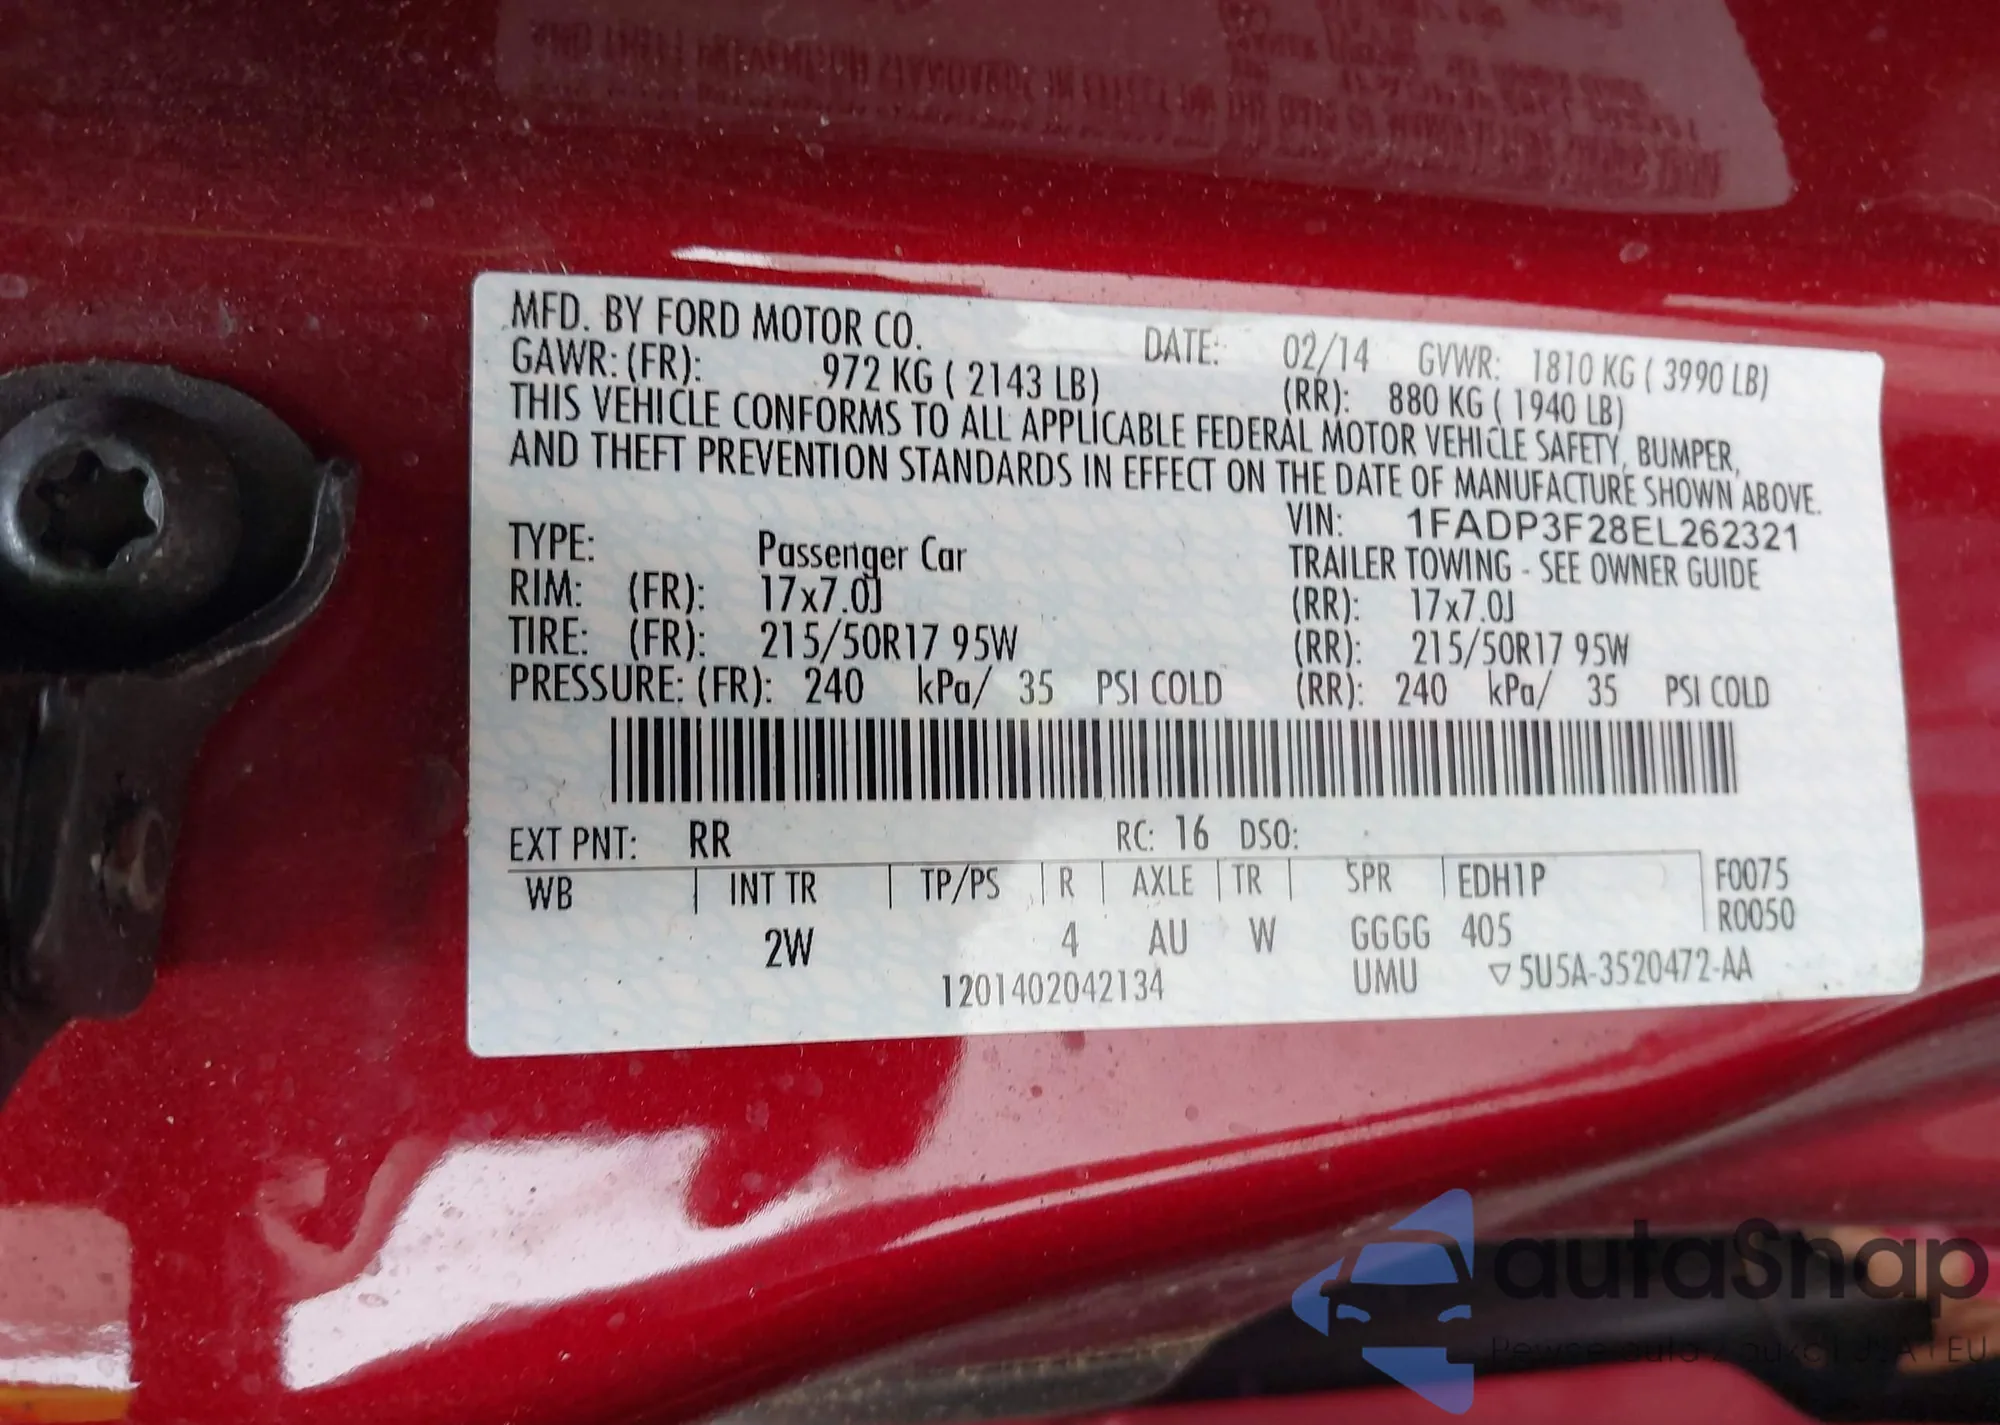 MFD. BY FORD MOTOR CO. DATE: 02/14 GVWR: 1810 KG ( 3990 LB)
GAWR: (FR): 972 KG ( 2143 LB) (RR): 880 KG ( 1940 LB)
THIS VEHICLE CONFORMS TO ALL APPLICABLE FEDERAL MOTOR VEHICLE SAFETY, BUMPER,
AND THEFT PREVENTION STANDARDS IN EFFECT ON THE DATE OF MANUFACTURE SHOWN ABOVE.
VIN: 1FADP3F28EL262321
TYPE: Passenger Car TRAILER TOWING - SEE OWNER GUIDE
RIM: (FR): 17x7.0J (RR): 17x7.0J
TIRE: (FR): 215/50R17 95W (RR): 215/50R17 95W
PRESSURE: (FR): 240 kPa/ 35 PSI COLD (RR): 240 kPa/ 35 PSI COLD
EXT PNT: RR RC: 16 DSO:
WB | INT TR | TP/PS | R | AXLE | TR | SPR | EDH1P F0075
2W 4 AU W GGGG 405 R0050
1201402042134 UMU ▽5U5A-3520472-AA
autaSnap